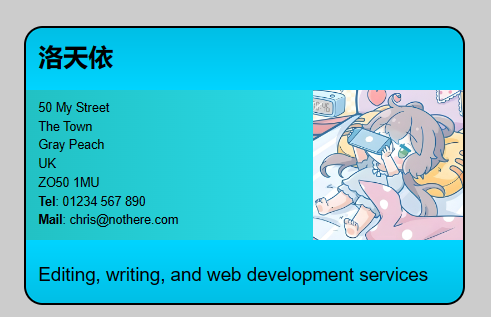 洛天依
50 My Street
The Town
Gray Peach
UK
ZO50 1MU
Tel: 01234 567 890
Mail: chris@nothere.com
Editing, writing, and web development services